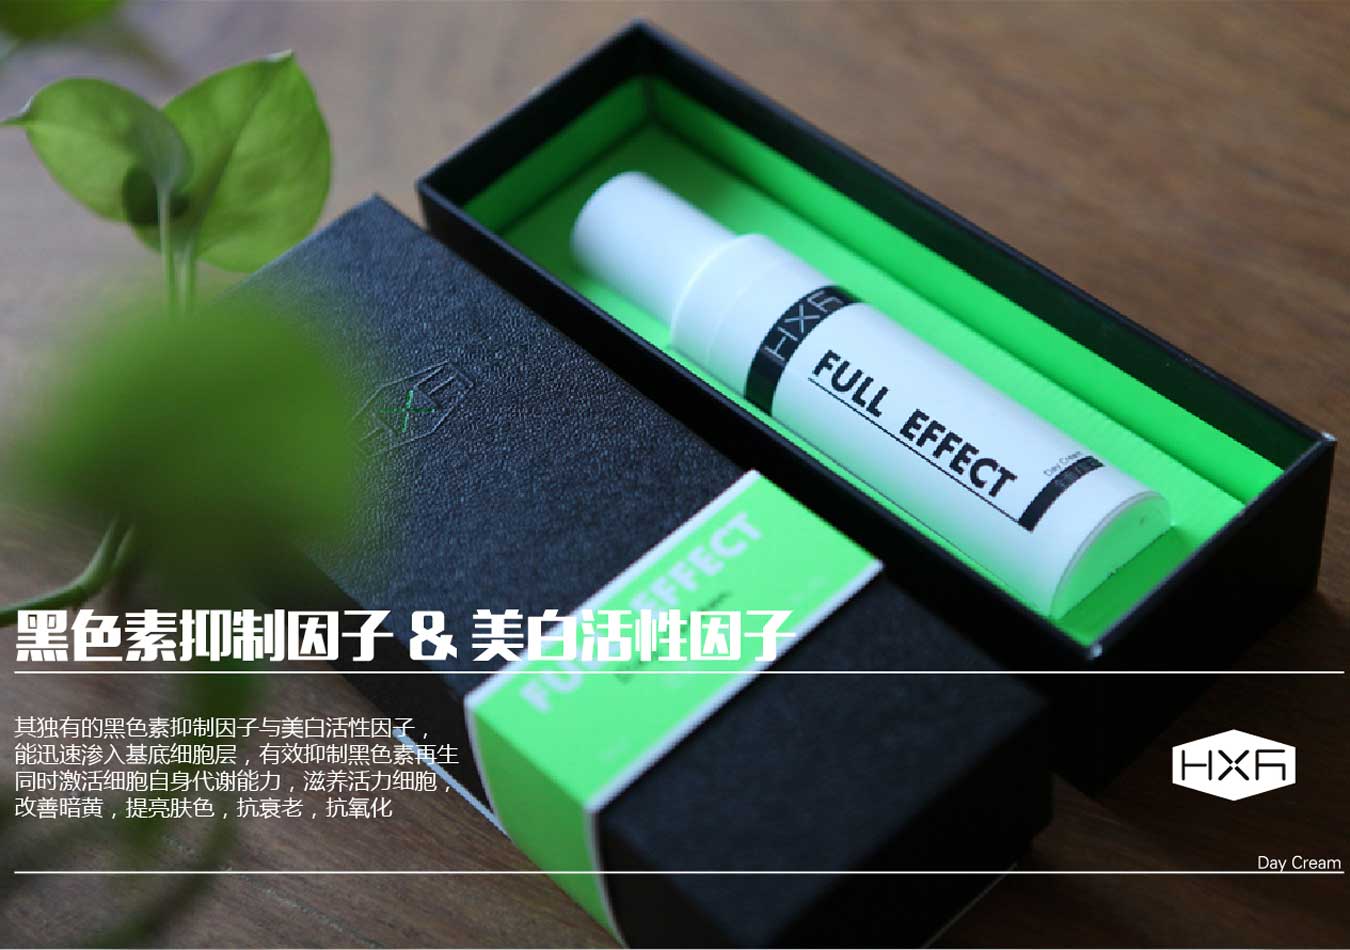 HXA
FULL EFFECT
Day Cream
FULL EFFECT
黑色素抑制因子 & 美白活性因子
其独有的黑色素抑制因子与美白活性因子，
能迅速渗入基底细胞层，有效抑制黑色素再生
同时激活细胞自身代谢能力，滋养活力细胞，
改善暗黄，提亮肤色，抗衰老，抗氧化
HXA
Day Cream